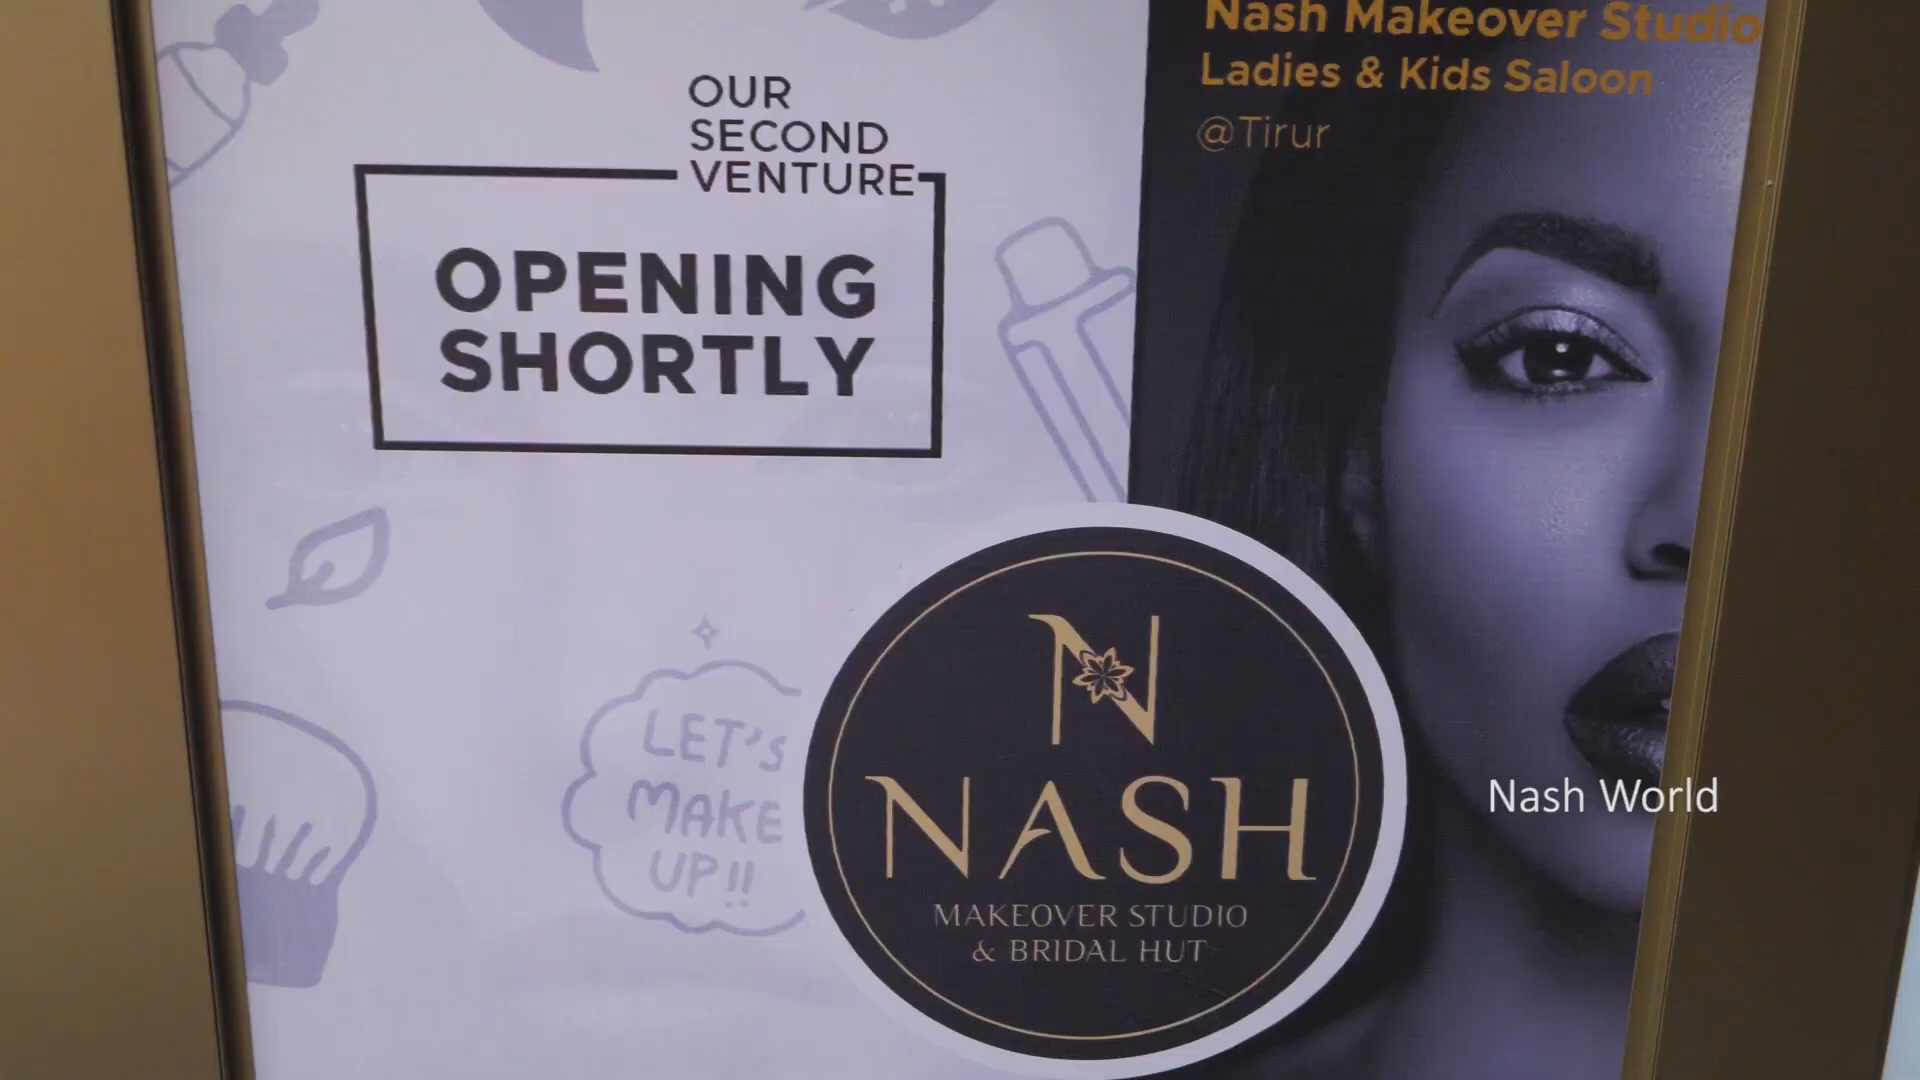 Nash Makeover Studio
Ladies & Kids Saloon
@Tirur
OUR
SECOND
VENTURE
OPENING
SHORTLY
LET'S
MAKE
UP!!
N
NASH
MAKEOVER STUDIO
& BRIDAL HUT
Nash World